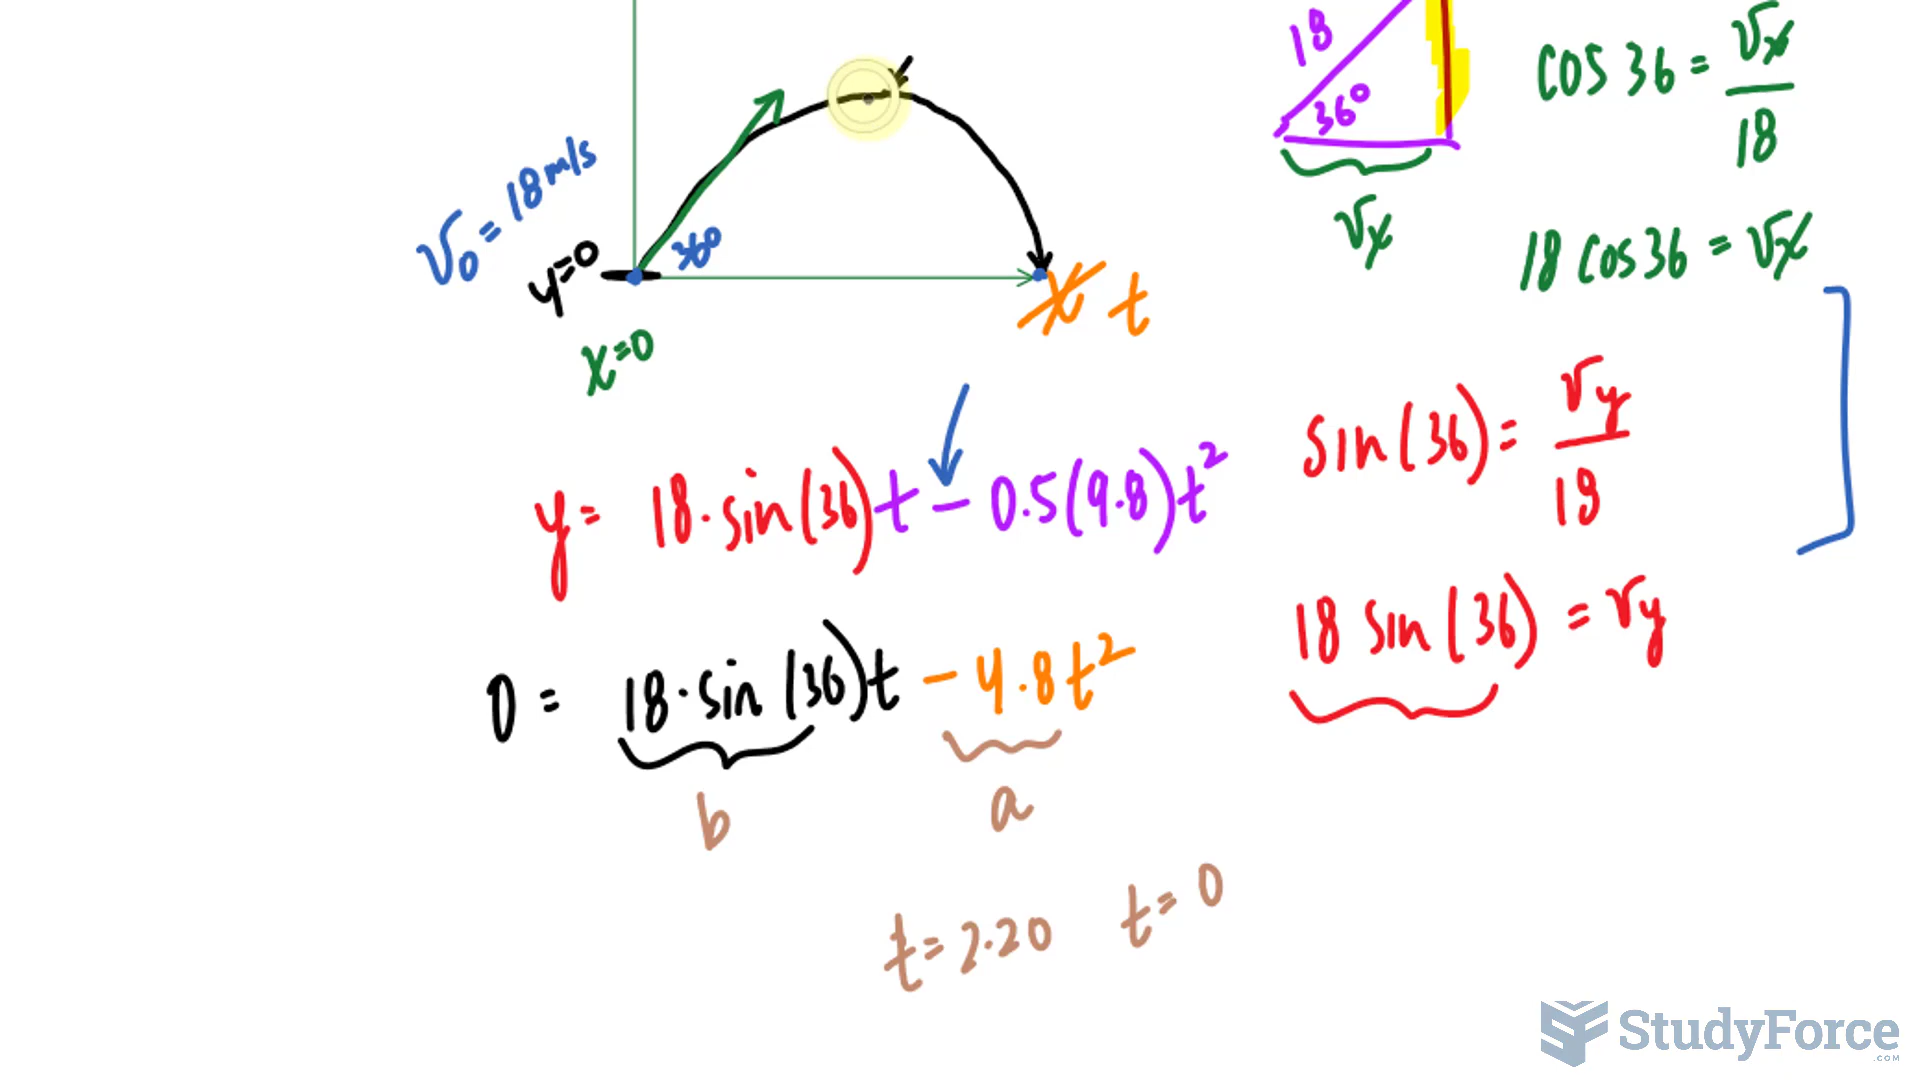 18
36°
vx
cos 36 = vx/18
18 cos 36 = vx
v₀ = 18 m/s
36°
y=0
x=0
x t
y = 18·sin(36)t - 0.5(9.8)t²
0 = 18·sin(36)t - 4.8t²
b
a
t = 2.20 t = 0
sin(36) = vy/18
18 sin(36) = vy
StudyForce
.COM